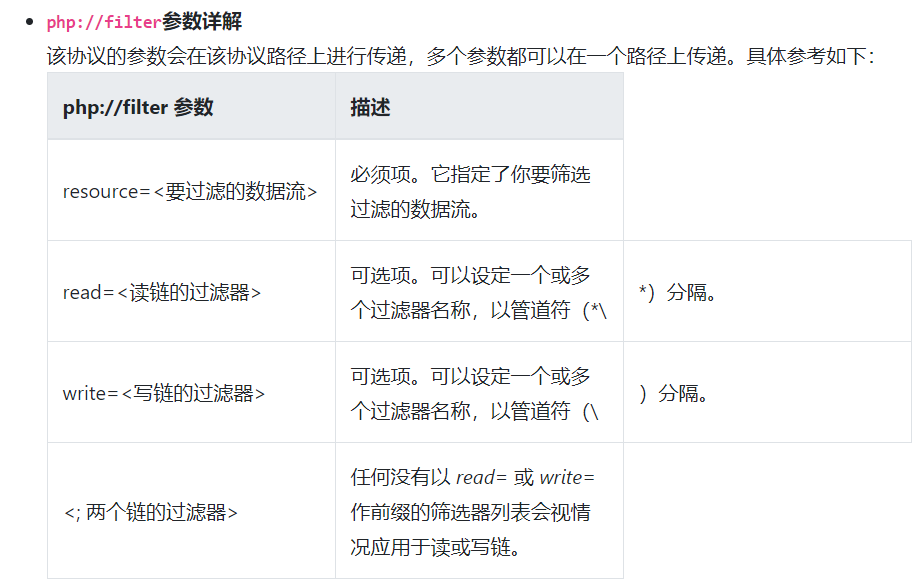 php://filter参数详解
该协议的参数会在该协议路径上进行传递，多个参数都可以在一个路径上传递。具体参考如下：
php://filter 参数 描述
resource=<要过滤的数据流> 必须项。它指定了你要筛选
过滤的数据流。
read=<读链的过滤器> 可选项。可以设定一个或多
个过滤器名称，以管道符（*\ *）分隔。
write=<写链的过滤器> 可选项。可以设定一个或多
个过滤器名称，以管道符（\ ）分隔。
<; 两个链的过滤器> 任何没有以 read= 或 write=
作前缀的筛选器列表会视情
况应用于读或写链。